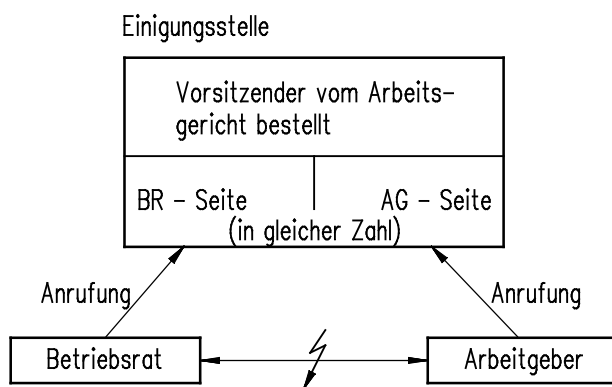 Einigungsstelle
Vorsitzender vom Arbeits-
gericht bestellt
BR - Seite
AG - Seite
(in gleicher Zahl)
Anrufung
Anrufung
Betriebsrat
Arbeitgeber